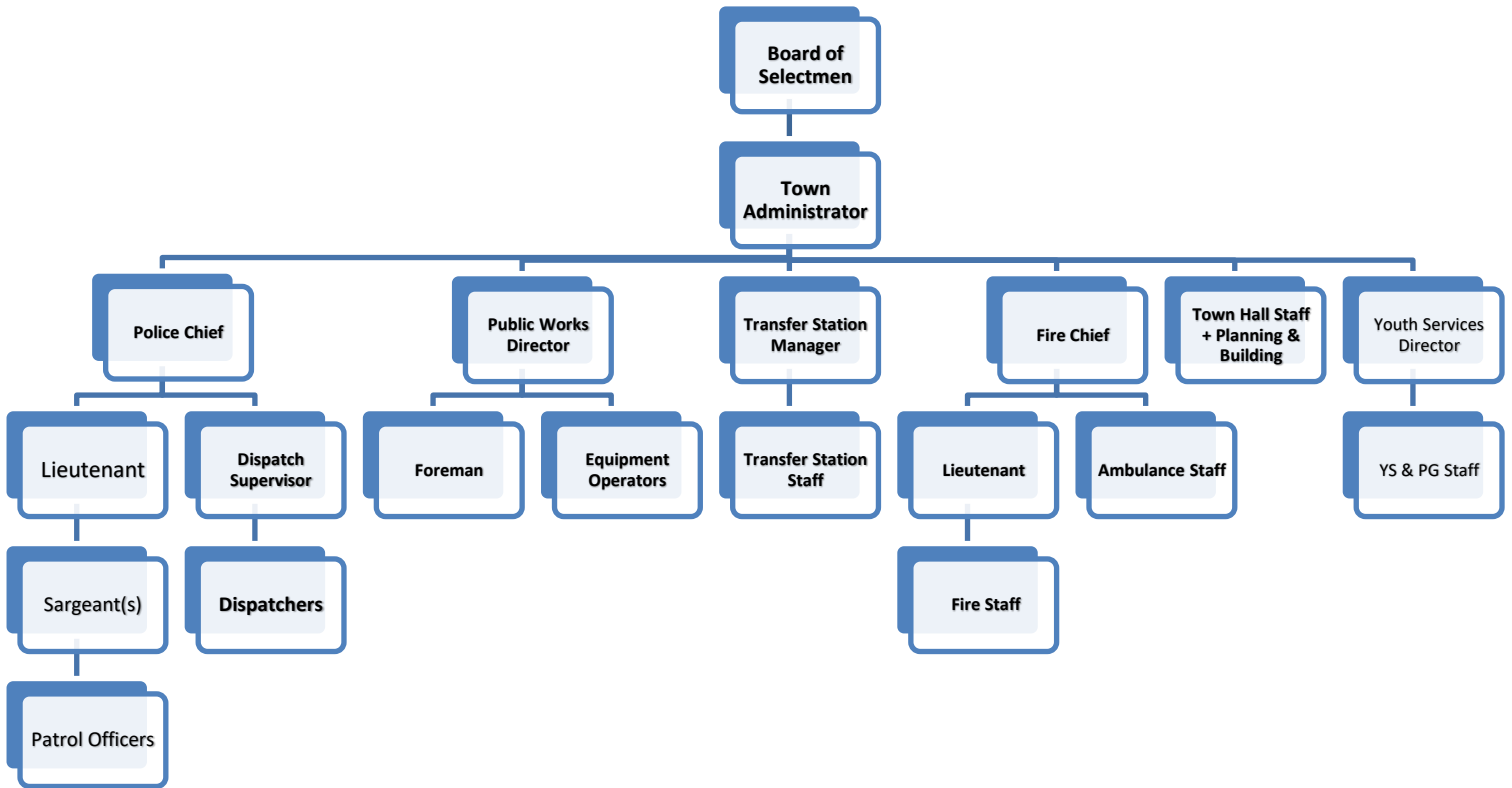 Board of
Selectmen
Town
Administrator
Police Chief
Public Works
Director
Transfer Station
Manager
Fire Chief
Town Hall Staff
+ Planning &
Building
Youth Services
Director
Lieutenant
Dispatch
Supervisor
Foreman
Equipment
Operators
Transfer Station
Staff
Lieutenant
Ambulance Staff
YS & PG Staff
Sargeant(s)
Dispatchers
Fire Staff
Patrol Officers